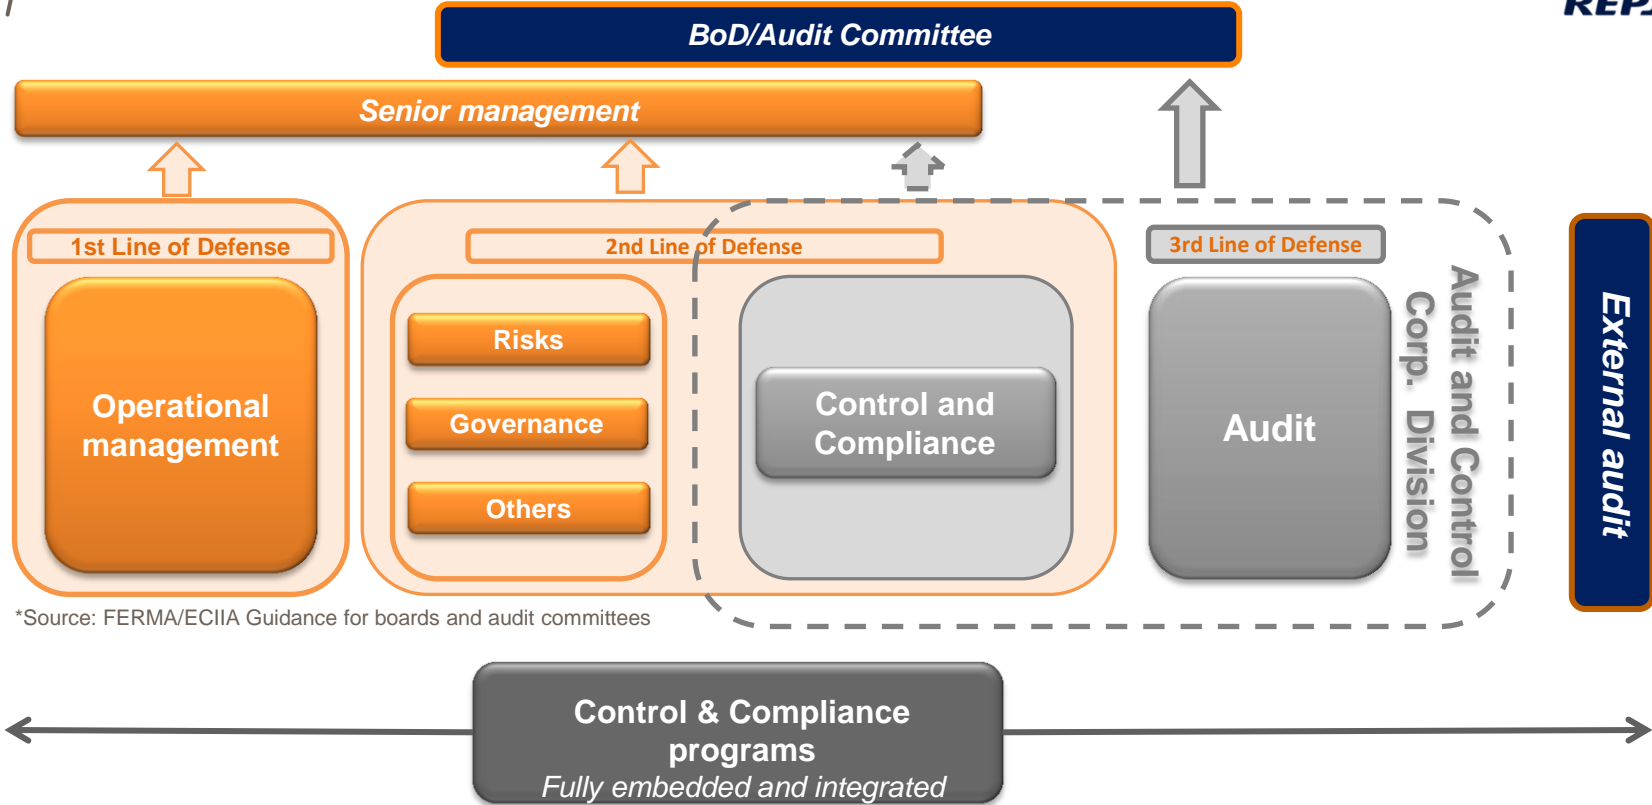 BoD/Audit Committee
Senior management
1st Line of Defense
2nd Line of Defense
3rd Line of Defense
Operational
management
Risks
Governance
Others
Control and
Compliance
Audit
Audit and Control
Corp. Division
External audit
*Source: FERMA/ECIIA Guidance for boards and audit committees
Control & Compliance
programs
Fully embedded and integrated